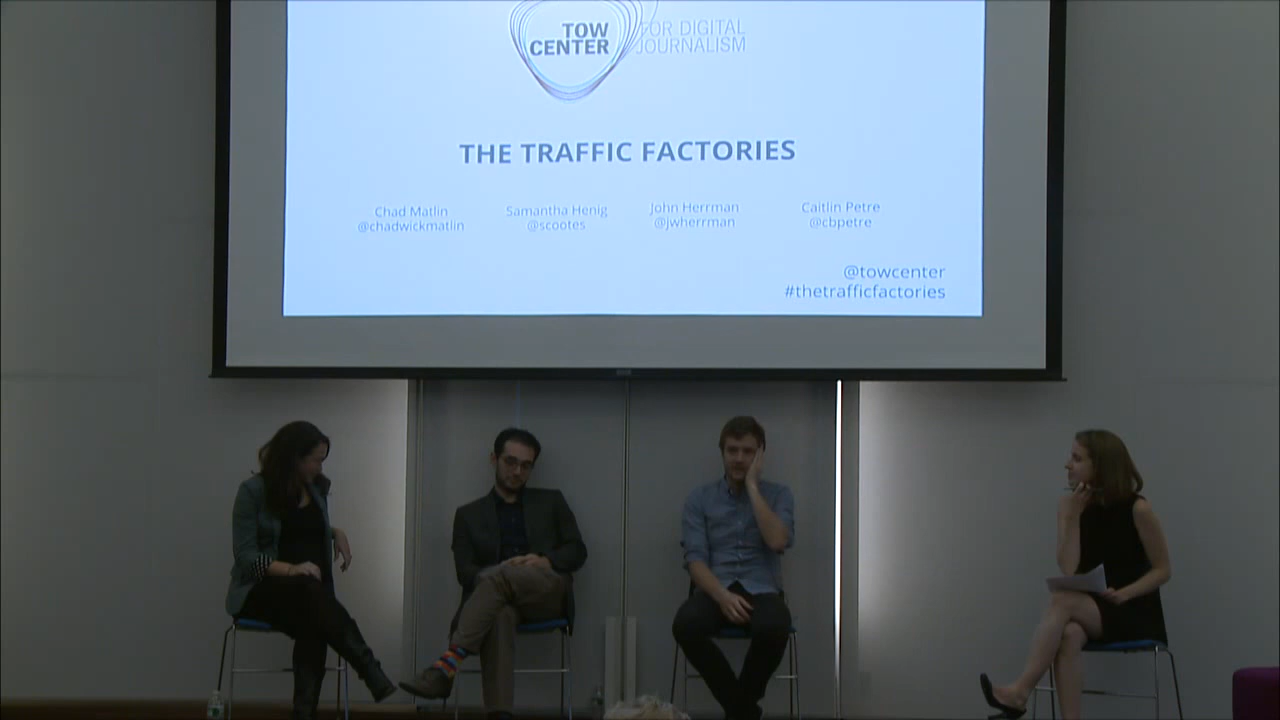 TOW
CENTER
FOR DIGITAL
JOURNALISM
THE TRAFFIC FACTORIES
Chad Matlin
@chadwickmatlin
Samantha Henig
@scootes
John Herrman
@jwherrman
Caitlin Petre
@cbpetre
@towcenter
#thetrafficfactories